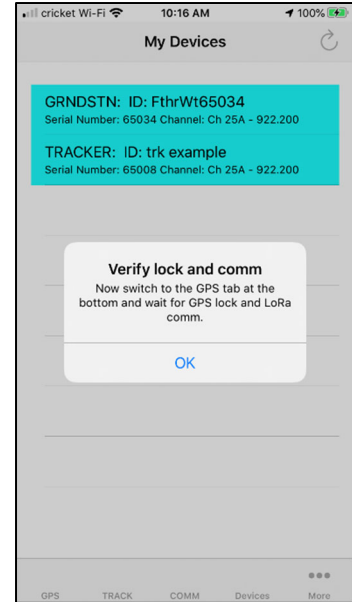 cricket Wi-Fi 10:16 AM 100%
My Devices
GRNDSTN: ID: FthrWt65034
Serial Number: 65034 Channel: Ch 25A - 922.200
TRACKER: ID: trk example
Serial Number: 65008 Channel: Ch 25A - 922.200
Verify lock and comm
Now switch to the GPS tab at the
bottom and wait for GPS lock and LoRa
comm.
OK
GPS TRACK COMM Devices More